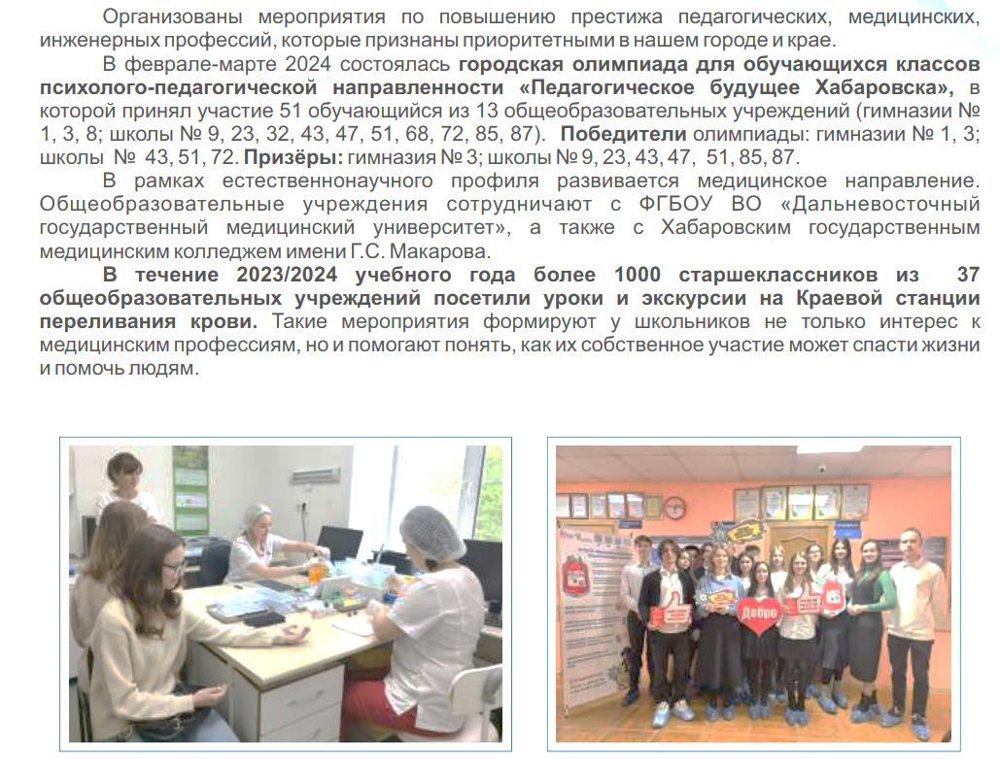 Организованы мероприятия по повышению престижа педагогических, медицинских,
инженерных профессий, которые признаны приоритетными в нашем городе и крае.
В феврале-марте 2024 состоялась городская олимпиада для обучающихся классов
психолого-педагогической направленности «Педагогическое будущее Хабаровска», в
которой принял участие 51 обучающийся из 13 общеобразовательных учреждений (гимназии №
1, 3, 8; школы № 9, 23, 32, 43, 47, 51, 68, 72, 85, 87). Победители олимпиады: гимназии № 1, 3;
школы № 43, 51, 72. Призёры: гимназия № 3; школы № 9, 23, 43, 47, 51, 85, 87.
В рамках естественнонаучного профиля развивается медицинское направление.
Общеобразовательные учреждения сотрудничают с ФГБОУ ВО «Дальневосточный
государственный медицинский университет», а также с Хабаровским государственным
медицинским колледжем имени Г.С. Макарова.
В течение 2023/2024 учебного года более 1000 старшеклассников из 37
общеобразовательных учреждений посетили уроки и экскурсии на Краевой станции
переливания крови. Такие мероприятия формируют у школьников не только интерес к
медицинским профессиям, но и помогают понять, как их собственное участие может спасти жизни
и помочь людям.
Добро